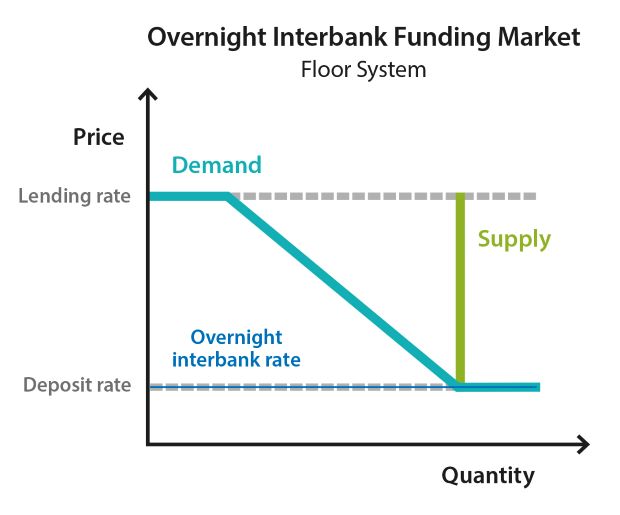 Overnight Interbank Funding Market
Floor System
Price
Demand
Lending rate
Supply
Overnight
interbank rate
Deposit rate
Quantity